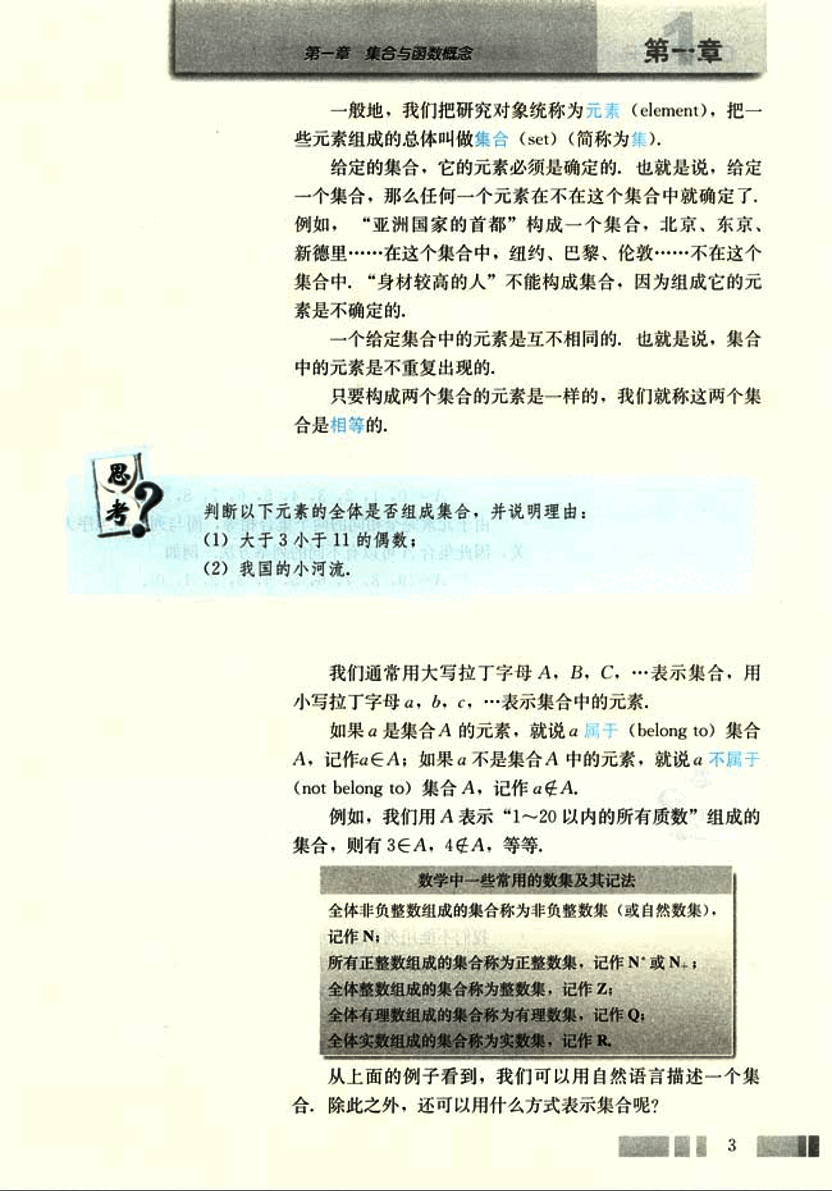 第一章 集合与函数概念
第一章
一般地，我们把研究对象统称为元素（element），把一
些元素组成的总体叫做集合（set）（简称为集）.
给定的集合，它的元素必须是确定的. 也就是说，给定
一个集合，那么任何一个元素在不在这个集合中就确定了.
例如，“亚洲国家的首都”构成一个集合，北京、东京、
新德里……在这个集合中，纽约、巴黎、伦敦……不在这个
集合中. “身材较高的人”不能构成集合，因为组成它的元
素是不确定的.
一个给定集合中的元素是互不相同的. 也就是说，集合
中的元素是不重复出现的.
只要构成两个集合的元素是一样的，我们就称这两个集
合是相等的.
思考?
判断以下元素的全体是否组成集合，并说明理由：
（1）大于 3 小于 11 的偶数；
（2）我国的小河流.
我们通常用大写拉丁字母 A，B，C，…表示集合，用
小写拉丁字母 a，b，c，…表示集合中的元素.
如果 a 是集合 A 的元素，就说 a 属于（belong to）集合
A，记作a∈A；如果 a 不是集合 A 中的元素，就说 a 不属于
（not belong to）集合 A，记作 a∉A.
例如，我们用 A 表示“1～20 以内的所有质数”组成的
集合，则有 3∈A，4∉A，等等.
数学中一些常用的数集及其记法
全体非负整数组成的集合称为非负整数集（或自然数集），
记作 N；
所有正整数组成的集合称为正整数集，记作 N* 或 N₊；
全体整数组成的集合称为整数集，记作 Z；
全体有理数组成的集合称为有理数集，记作 Q；
全体实数组成的集合称为实数集，记作 R.
从上面的例子看到，我们可以用自然语言描述一个集
合. 除此之外，还可以用什么方式表示集合呢？
3